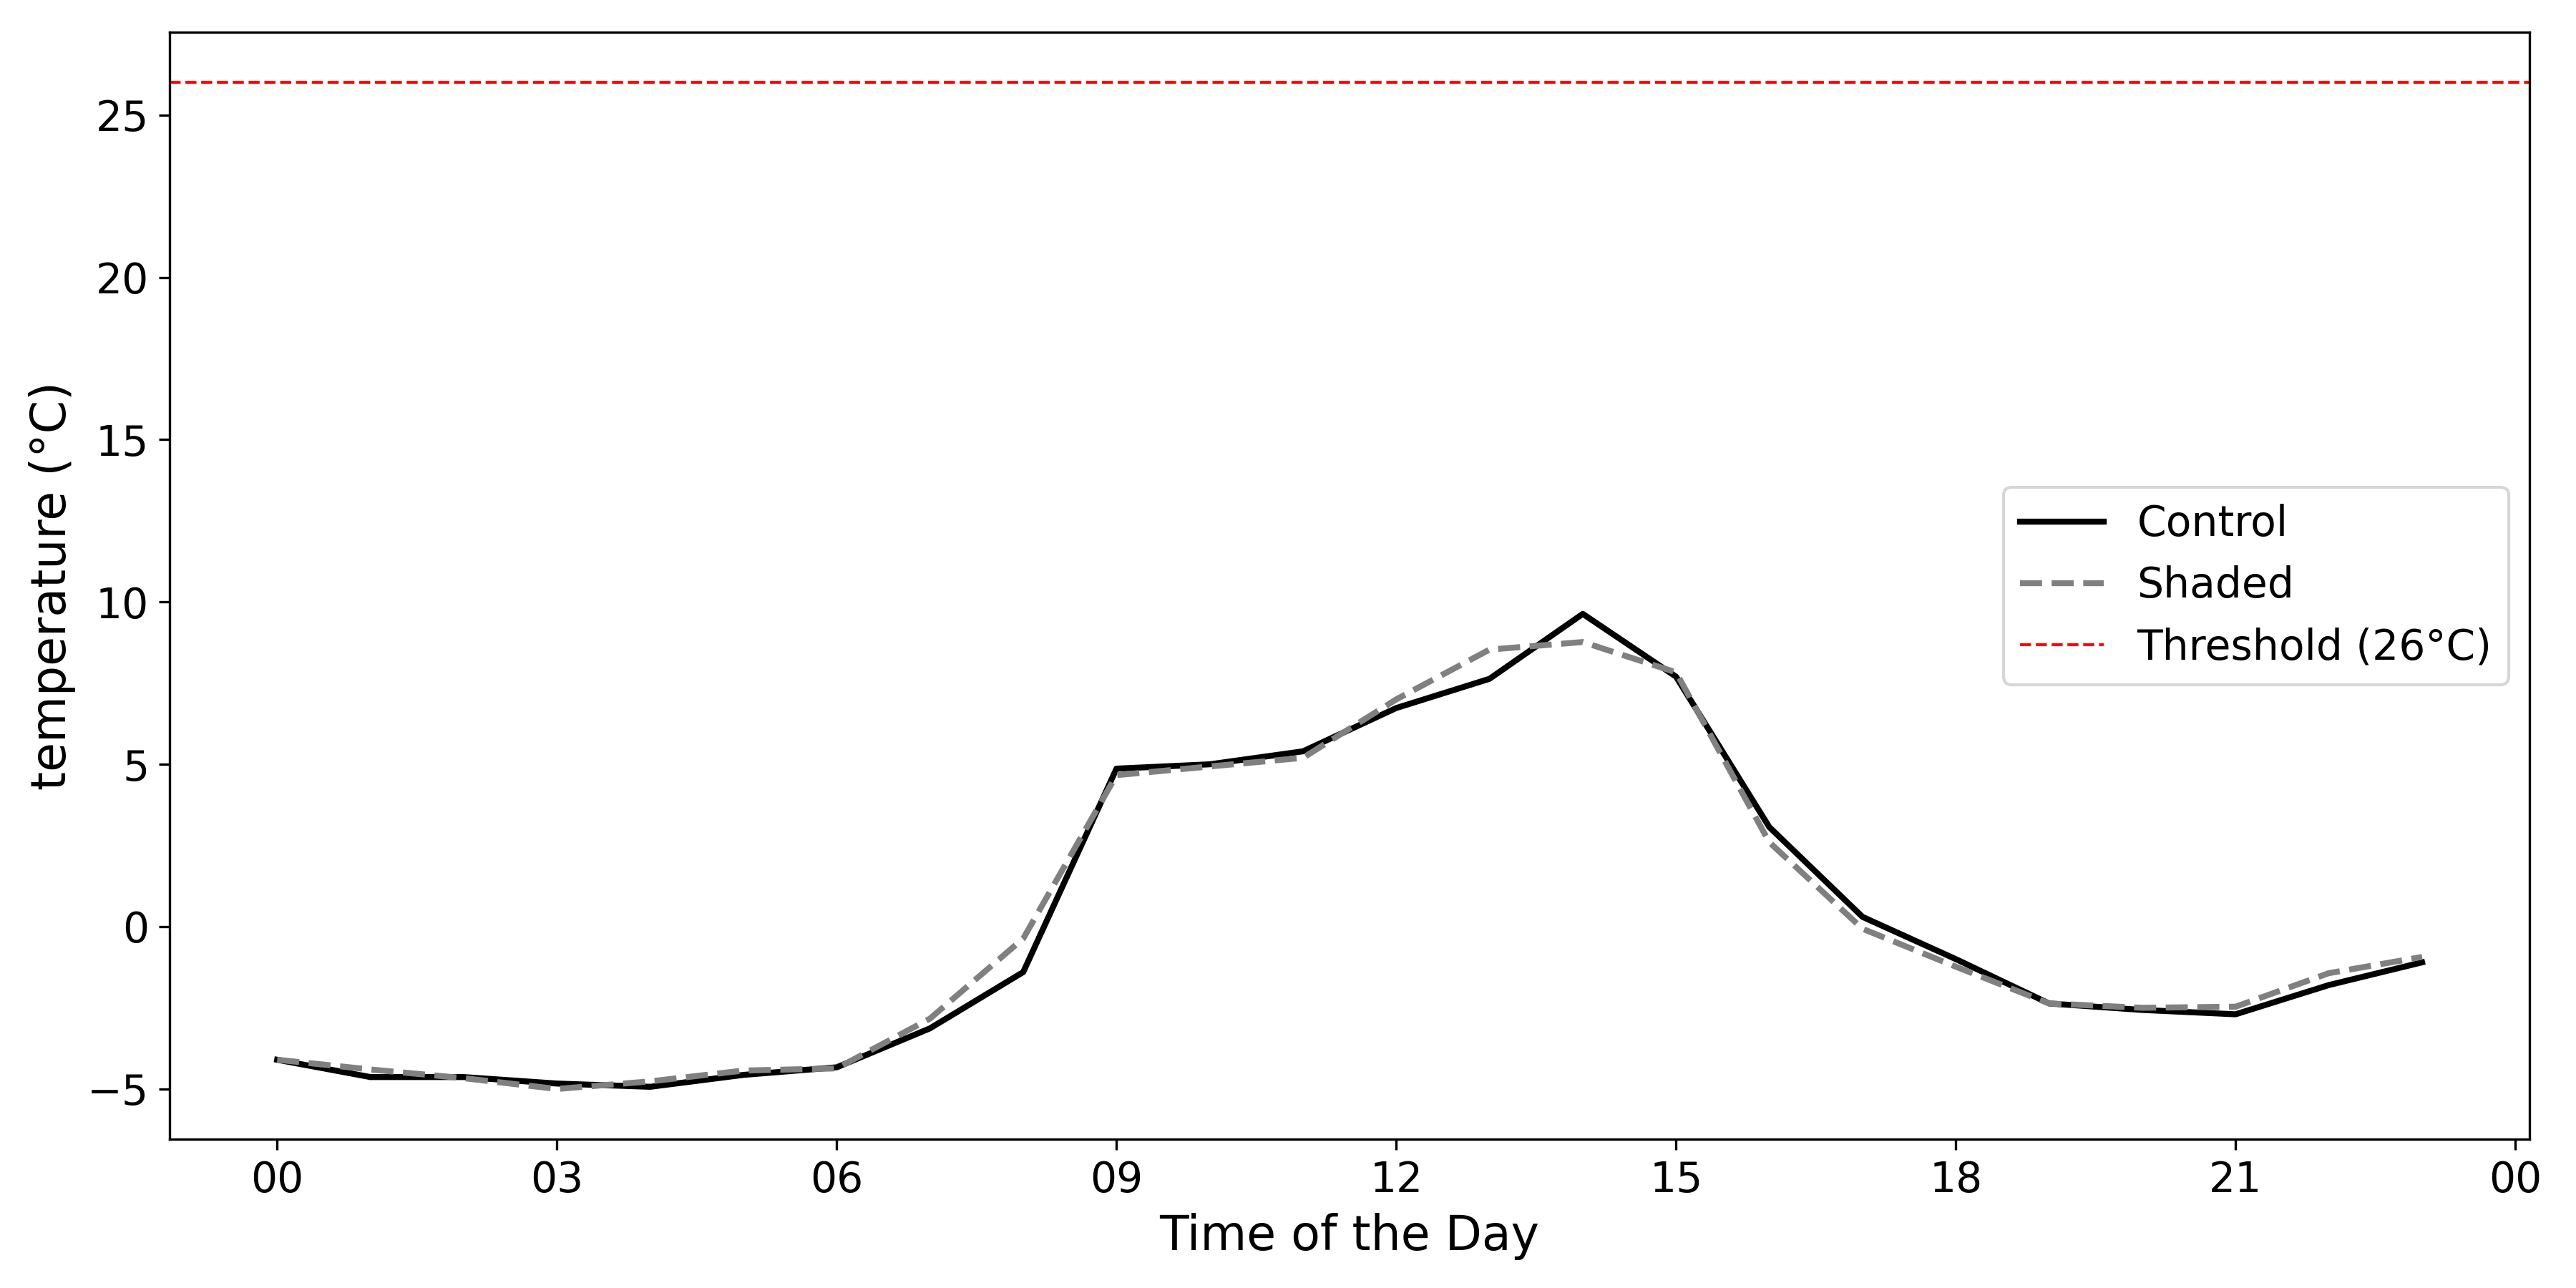 25
20
15
10
5
0
−5
temperature (°C)
Control
Shaded
Threshold (26°C)
00 03 06 09 12 15 18 21 00
Time of the Day